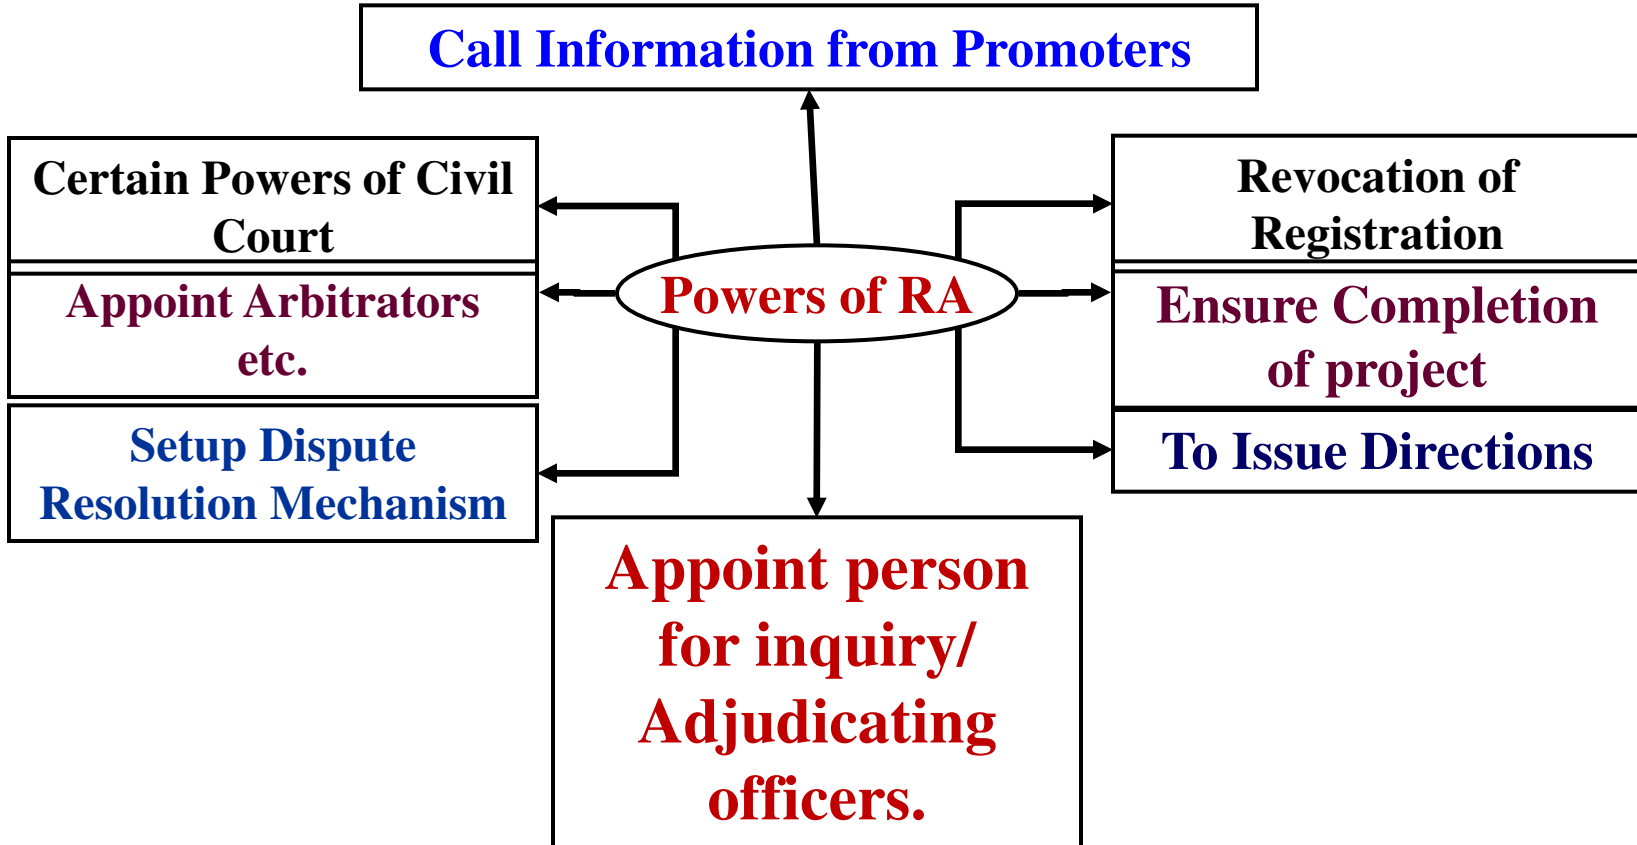 Call Information from Promoters
Certain Powers of Civil
Court
Appoint Arbitrators
etc.
Setup Dispute
Resolution Mechanism
Powers of RA
Revocation of
Registration
Ensure Completion
of project
To Issue Directions
Appoint person
for inquiry/
Adjudicating
officers.